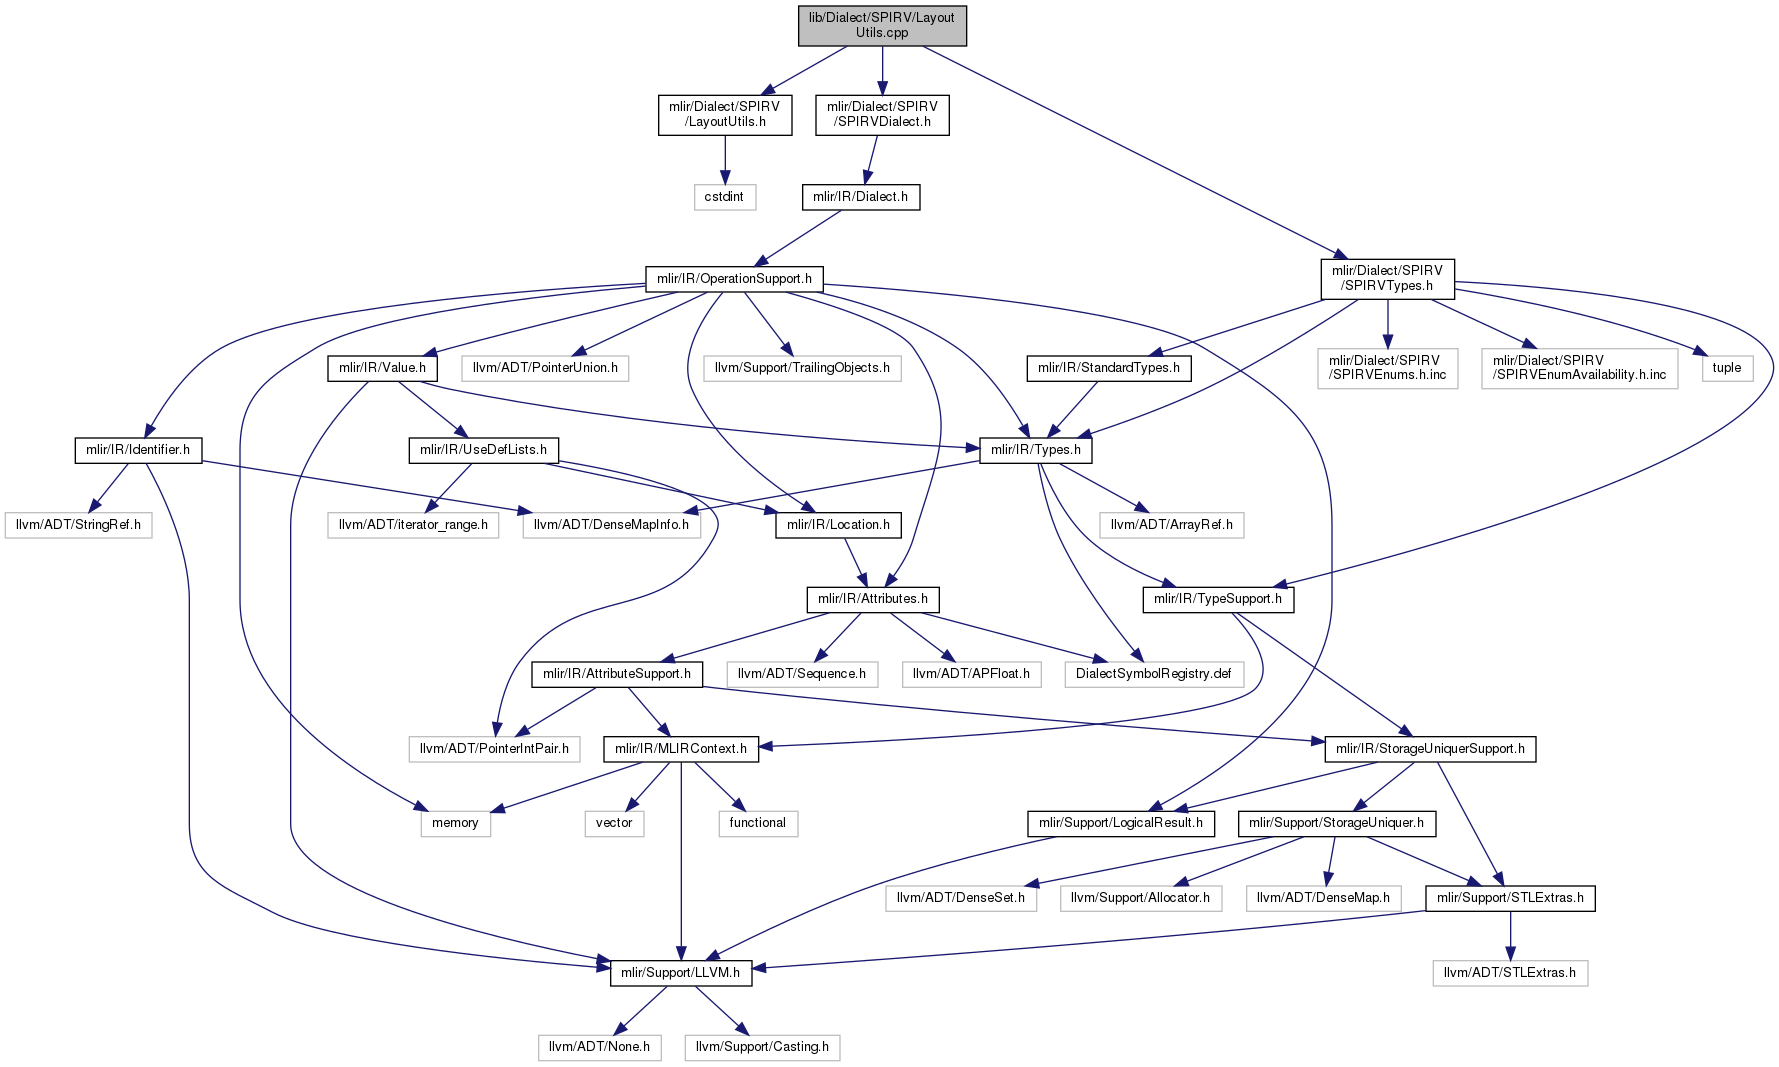 lib/Dialect/SPIRV/Layout
Utils.cpp
mlir/Dialect/SPIRV
/LayoutUtils.h
mlir/Dialect/SPIRV
/SPIRVDialect.h
cstdint
mlir/IR/Dialect.h
mlir/IR/OperationSupport.h
mlir/Dialect/SPIRV
/SPIRVTypes.h
mlir/IR/Value.h
llvm/ADT/PointerUnion.h
llvm/Support/TrailingObjects.h
mlir/IR/StandardTypes.h
mlir/Dialect/SPIRV
/SPIRVEnums.h.inc
mlir/Dialect/SPIRV
/SPIRVEnumAvailability.h.inc
tuple
mlir/IR/Identifier.h
mlir/IR/UseDefLists.h
mlir/IR/Types.h
llvm/ADT/StringRef.h
llvm/ADT/iterator_range.h
llvm/ADT/DenseMapInfo.h
mlir/IR/Location.h
llvm/ADT/ArrayRef.h
mlir/IR/Attributes.h
mlir/IR/TypeSupport.h
mlir/IR/AttributeSupport.h
llvm/ADT/Sequence.h
llvm/ADT/APFloat.h
DialectSymbolRegistry.def
llvm/ADT/PointerIntPair.h
mlir/IR/MLIRContext.h
mlir/IR/StorageUniquerSupport.h
memory
vector
functional
mlir/Support/LogicalResult.h
mlir/Support/StorageUniquer.h
llvm/ADT/DenseSet.h
llvm/Support/Allocator.h
llvm/ADT/DenseMap.h
mlir/Support/STLExtras.h
mlir/Support/LLVM.h
llvm/ADT/STLExtras.h
llvm/ADT/None.h
llvm/Support/Casting.h